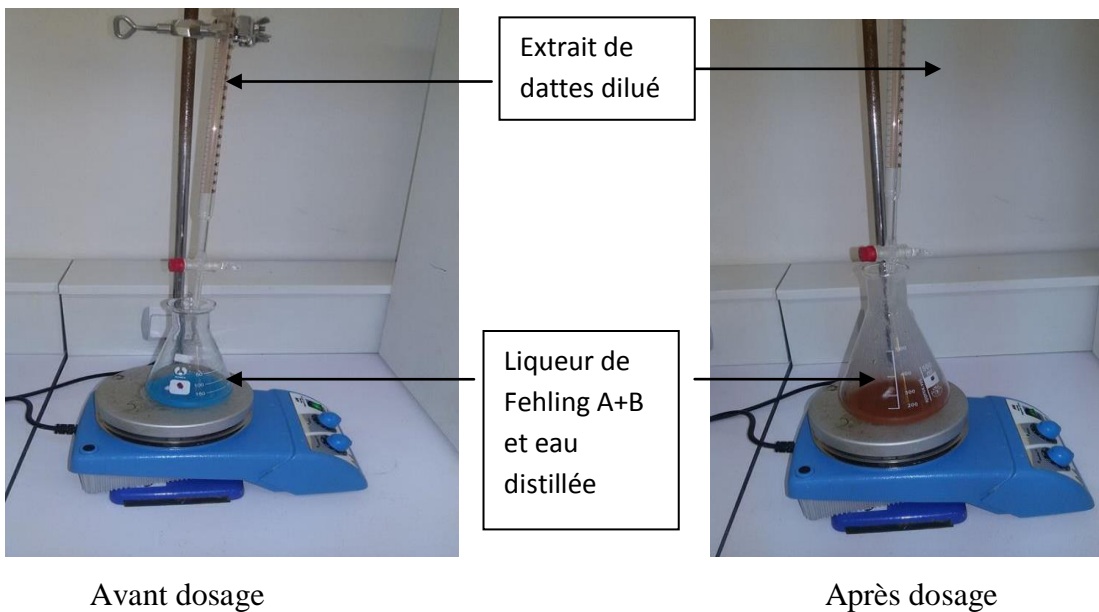 Extrait de
dattes dilué
Liqueur de
Fehling A+B
et eau
distillée
Avant dosage
Après dosage